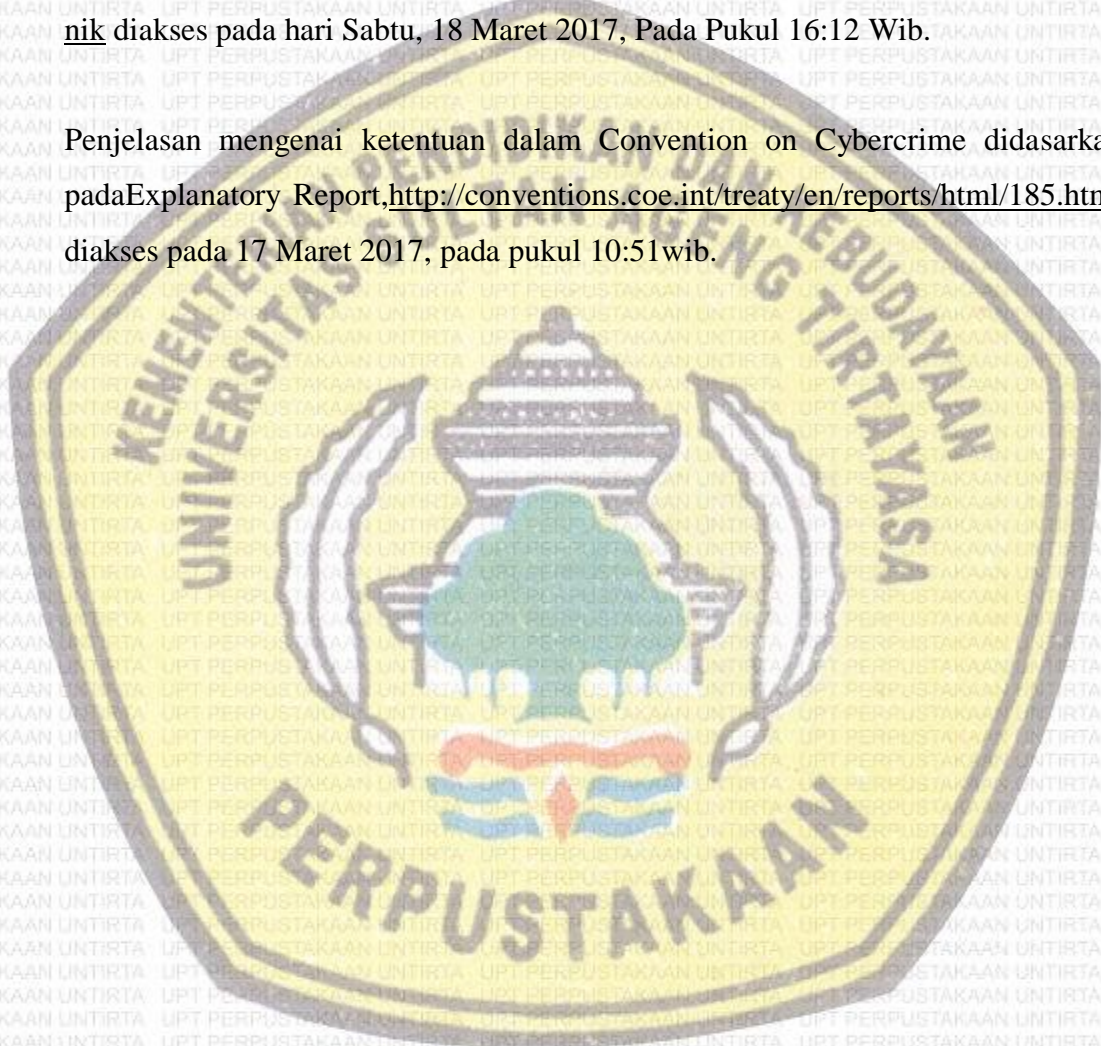 nik diakses pada hari Sabtu, 18 Maret 2017, Pada Pukul 16:12 Wib.
Penjelasan mengenai ketentuan dalam Convention on Cybercrime didasarka
padaExplanatory Report,http://conventions.coe.int/treaty/en/reports/html/185.htm
diakses pada 17 Maret 2017, pada pukul 10:51wib.
KEMENTERIAN PENDIDIKAN DAN KEBUDAYAAN
UNIVERSITAS SULTAN AGENG TIRTAYASA
PERPUSTAKAAN